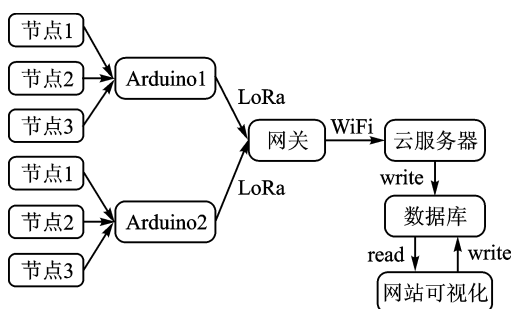 节点1
节点2
节点3
Arduino1
LoRa
节点1
节点2
节点3
Arduino2
LoRa
网关
WiFi
云服务器
write
数据库
read
write
网站可视化